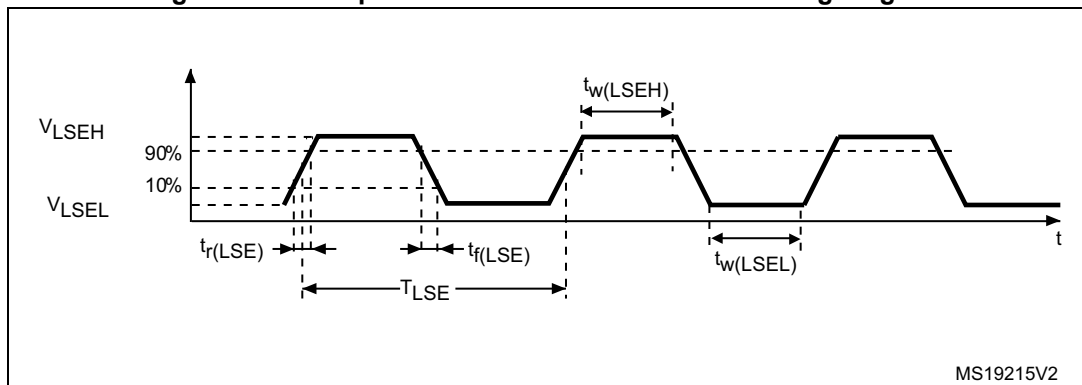 tw(LSEH)
VLSEH
90%
10%
VLSEL
tr(LSE)
tf(LSE)
TLSE
tw(LSEL)
t
MS19215V2